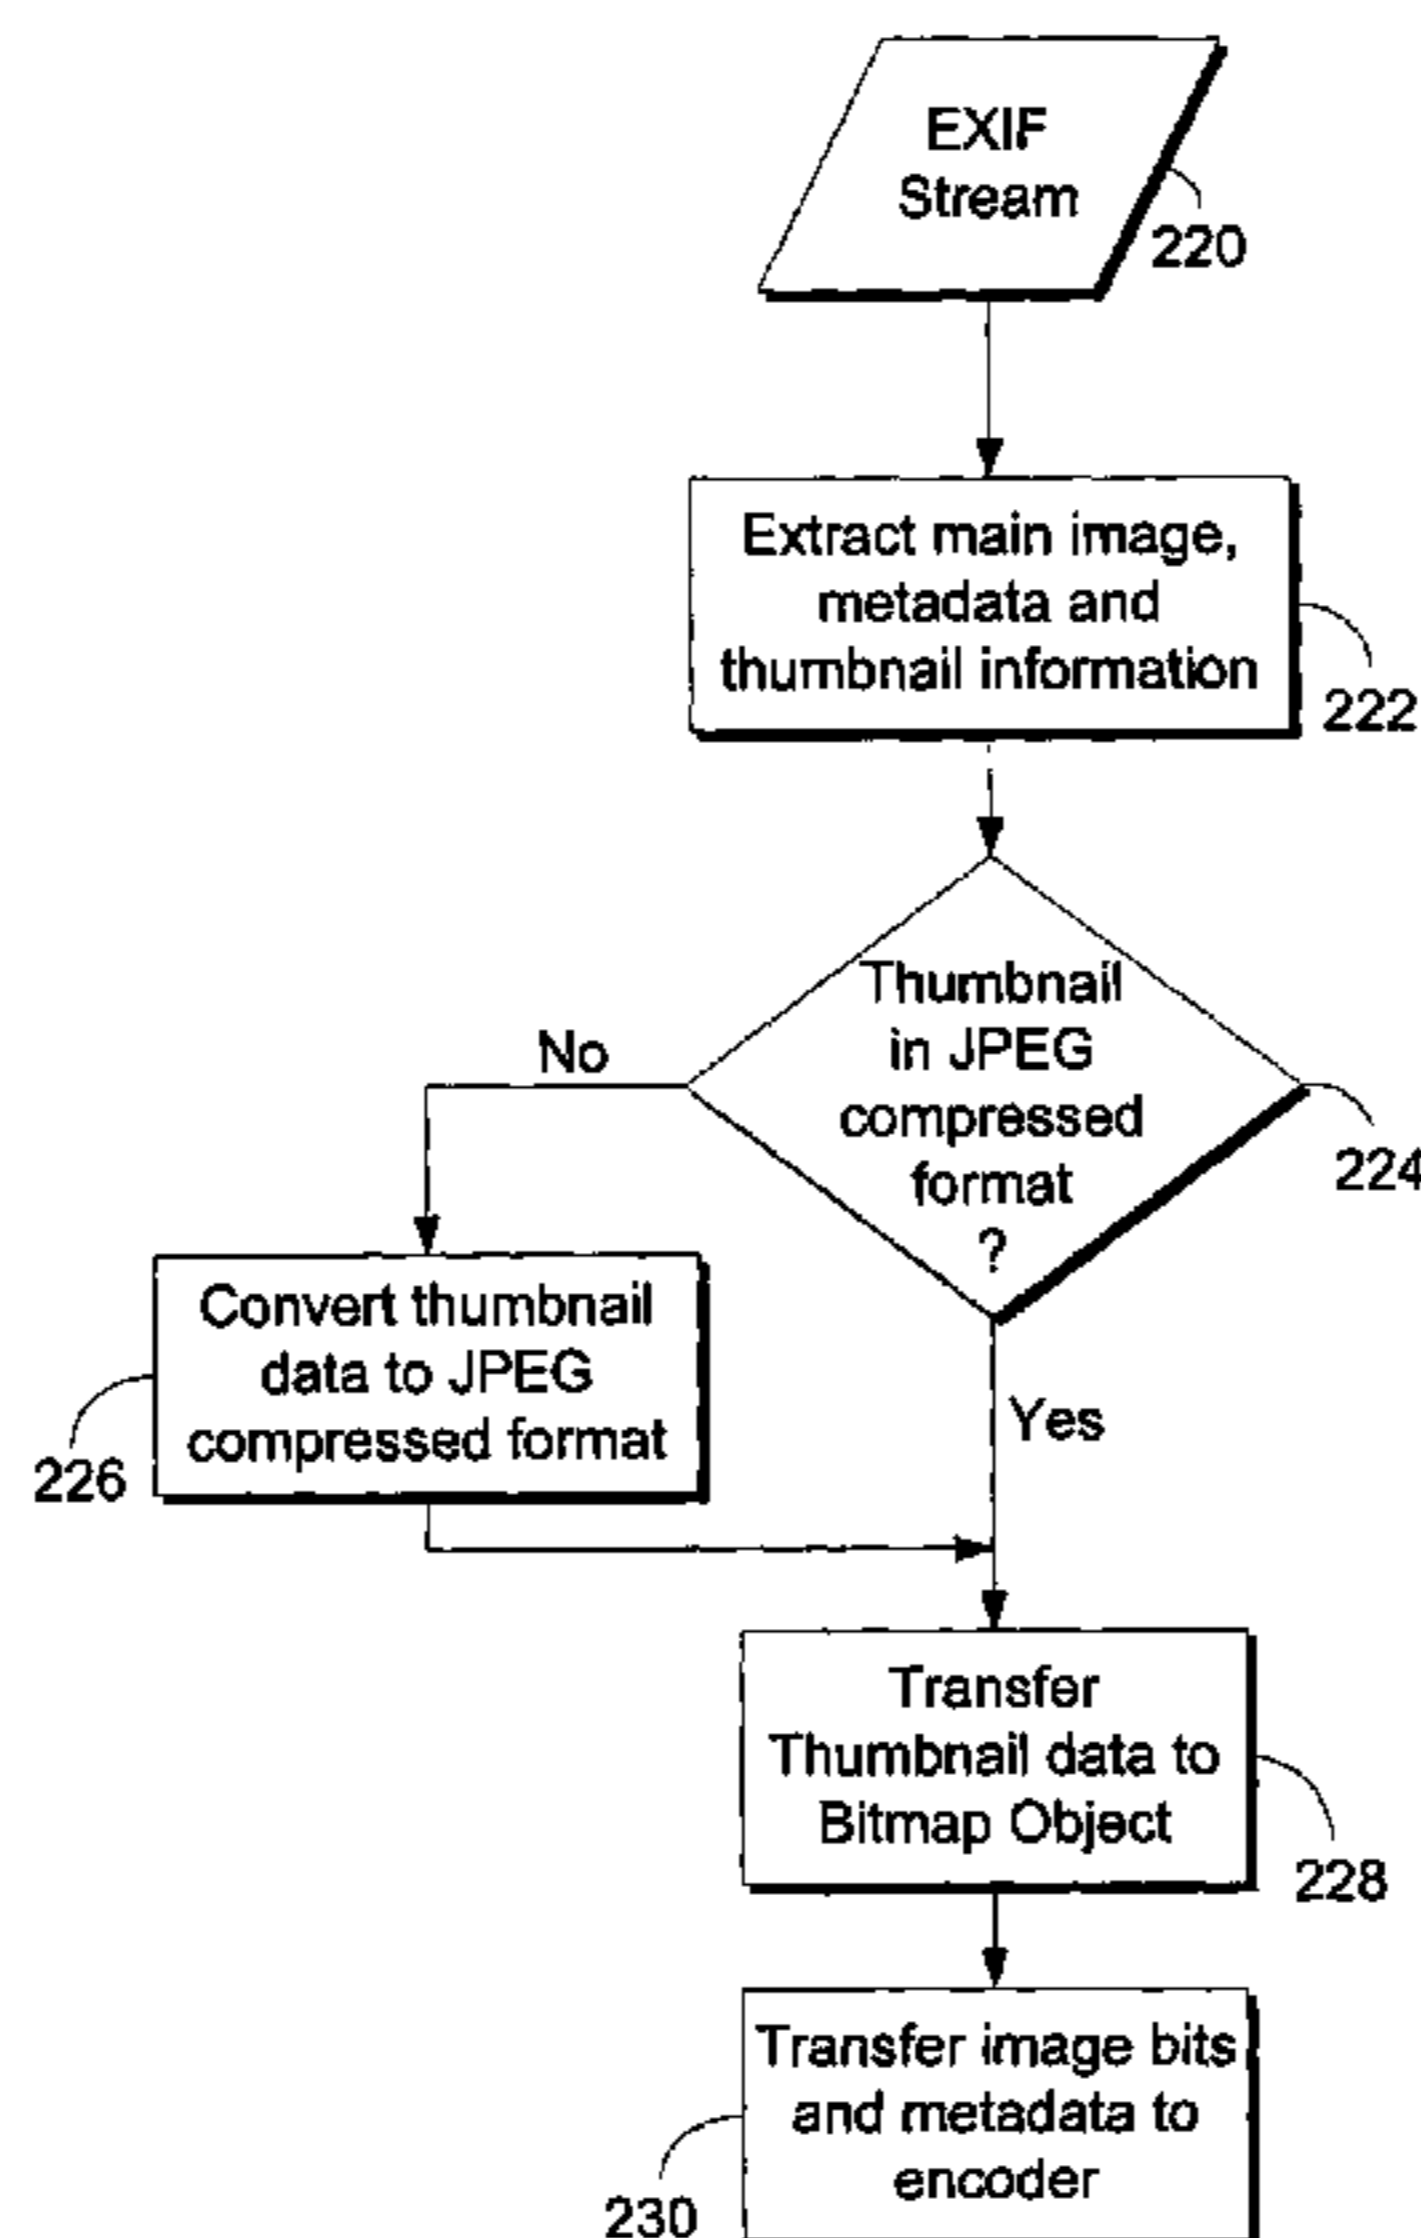 EXIF
Stream
220
Extract main image,
metadata and
thumbnail information
222
Thumbnail
in JPEG
compressed
format
?
224
No
Convert thumbnail
data to JPEG
compressed format
226
Yes
Transfer
Thumbnail data to
Bitmap Object
228
Transfer image bits
and metadata to
encoder
230